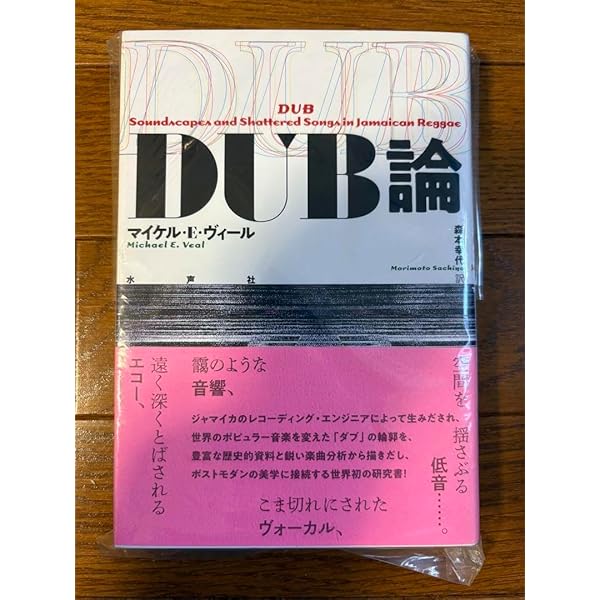 DUB
DUB
Soundscapes and Shattered Songs in Jamaican Reggae
DUB論
マイケル・E・ヴィール
Michael E. Veal
森本幸代 訳
Morimoto Sachiyo
水声社
空間を揺さぶる
低音……。
靄のような
音響、
遠く深くとばされる
エコー、
ジャマイカのレコーディング・エンジニアによって生みだされ、
世界のポピュラー音楽を変えた「ダブ」の輪郭を、
豊富な歴史的資料と鋭い楽曲分析から描きだし、
ポストモダンの美学に接続する世界初の研究書!
こま切れにされた
ヴォーカル、